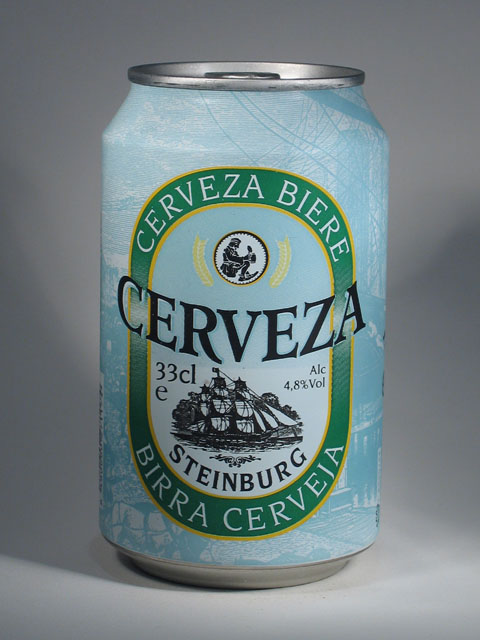 CERVEZA BIERE
CERVEZA
33cl
e
Alc
4,8%Vol
STEINBURG
BIRRA CERVEJA